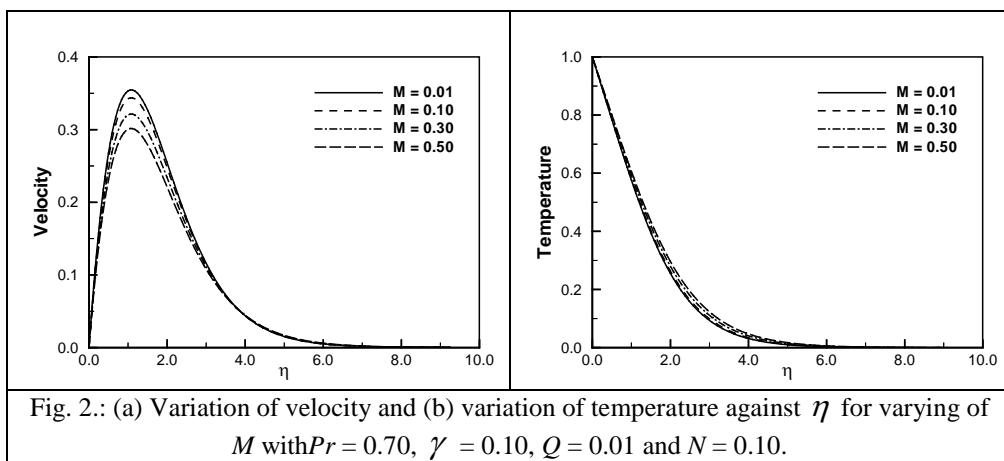 0.4
0.3
0.2
0.1
0.0
Velocity
M = 0.01
M = 0.10
M = 0.30
M = 0.50
0.0 2.0 4.0 6.0 8.0 10.0
η
1.0
0.8
0.6
0.4
0.2
0.0
Temperature
M = 0.01
M = 0.10
M = 0.30
M = 0.50
0.0 2.0 4.0 6.0 8.0 10.0
η
Fig. 2.: (a) Variation of velocity and (b) variation of temperature against η for varying of
M withPr = 0.70, γ = 0.10, Q = 0.01 and N = 0.10.